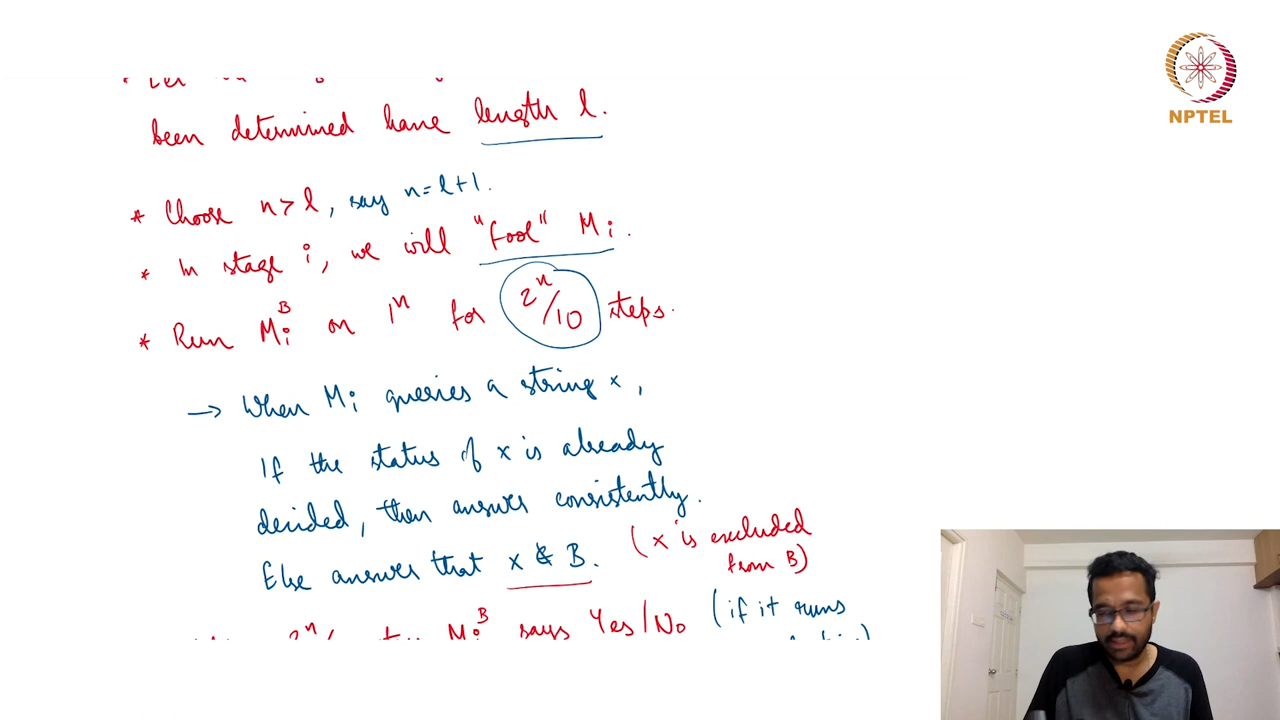 been determined have length l.
* Choose n > l, say n = l+1.
* In stage i, we will "fool" Mi.
* Run Mi^B on 1^n for 2^n/10 steps.
→ When Mi queries a string x,
If the status of x is already
decided, then answer consistently.
Else answer that x ∉ B. (x is excluded
from B)
Mi^B says Yes/No (if it runs
NPTEL